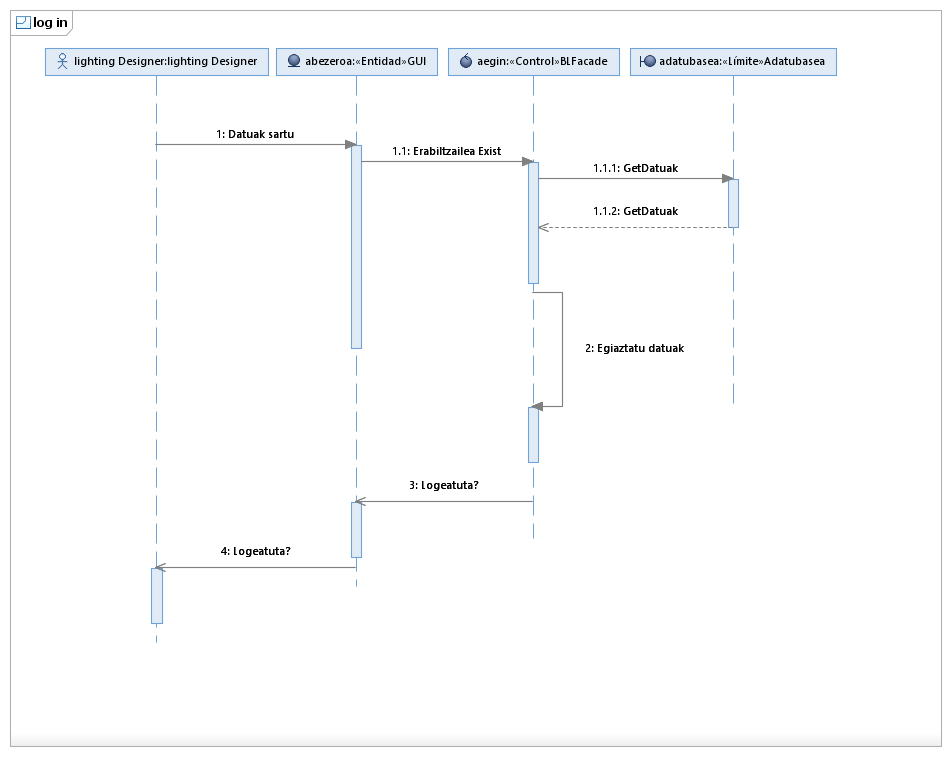 log in
lighting Designer:lighting Designer
abezeroa:«Entidad»GUI
aegin:«Control»BLFacade
adatubasea:«Límite»Adatubasea
1: Datuak sartu
1.1: Erabiltzailea Exist
1.1.1: GetDatuak
1.1.2: GetDatuak
2: Egiaztatu datuak
3: Logeatuta?
4: Logeatuta?